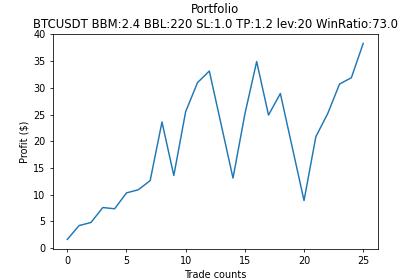 Portfolio
BTCUSDT BBM:2.4 BBL:220 SL:1.0 TP:1.2 lev:20 WinRatio:73.0
40
35
30
25
20
15
10
5
0
Profit ($)
0 5 10 15 20 25
Trade counts